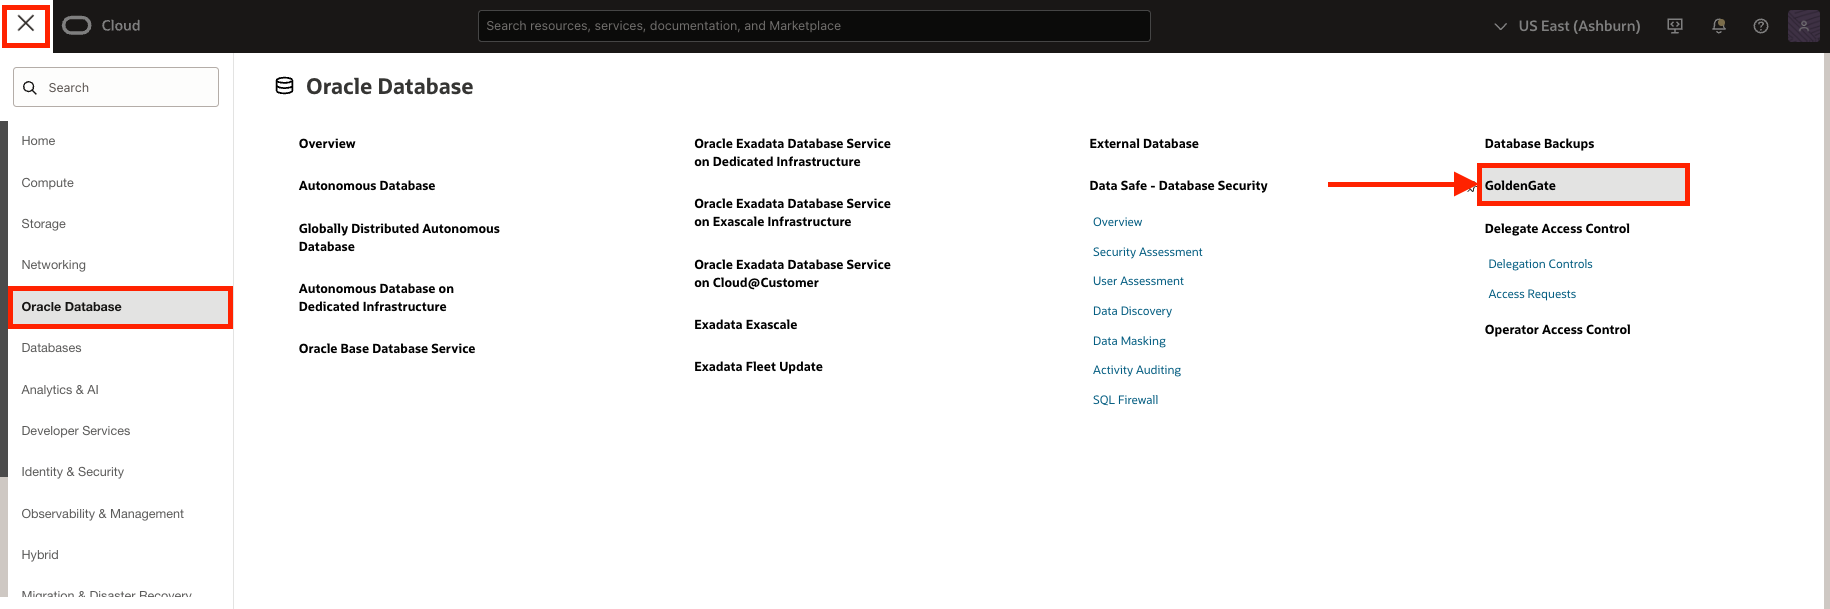 Cloud
Search resources, services, documentation, and Marketplace
US East (Ashburn)
Search
Home
Compute
Storage
Networking
Oracle Database
Databases
Analytics & AI
Developer Services
Identity & Security
Observability & Management
Hybrid
Migration & Disaster Recovery
Oracle Database
Overview
Autonomous Database
Globally Distributed Autonomous
Database
Autonomous Database on
Dedicated Infrastructure
Oracle Base Database Service
Oracle Exadata Database Service
on Dedicated Infrastructure
Oracle Exadata Database Service
on Exascale Infrastructure
Oracle Exadata Database Service
on Cloud@Customer
Exadata Exascale
Exadata Fleet Update
External Database
Data Safe - Database Security
Overview
Security Assessment
User Assessment
Data Discovery
Data Masking
Activity Auditing
SQL Firewall
Database Backups
GoldenGate
Delegate Access Control
Delegation Controls
Access Requests
Operator Access Control